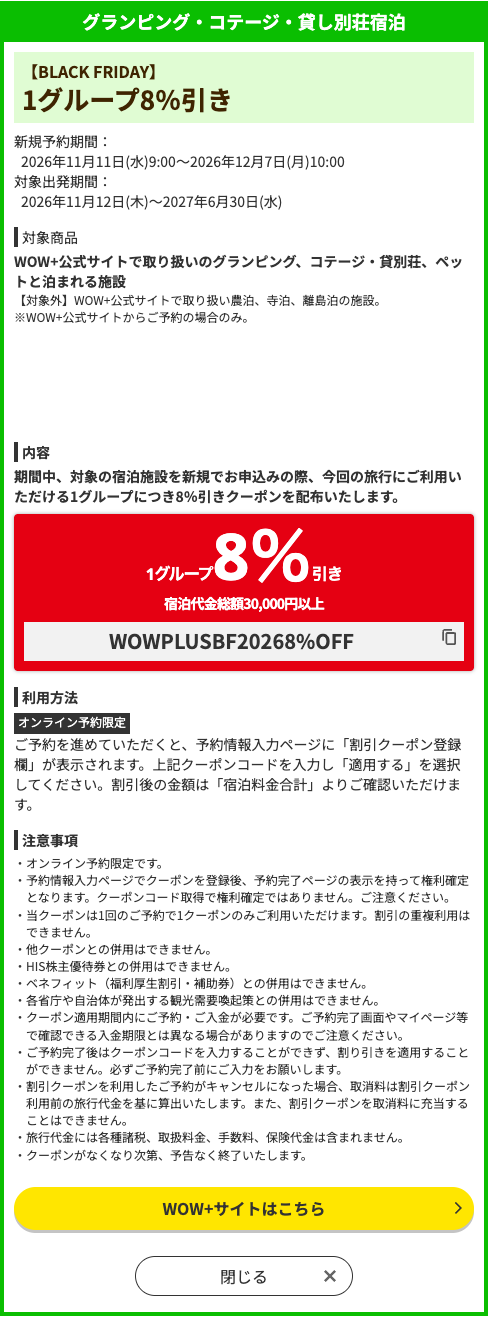 グランピング・コテージ・貸し別荘宿泊
【BLACK FRIDAY】
1グループ8%引き
新規予約期間：
2026年11月11日(水)9:00〜2026年12月7日(月)10:00
対象出発期間：
2026年11月12日(木)〜2027年6月30日(水)
対象商品
WOW+公式サイトで取り扱いのグランピング、コテージ・貸別荘、ペッ
トと泊まれる施設
【対象外】WOW+公式サイトで取り扱い農泊、寺泊、離島泊の施設。
※WOW+公式サイトからご予約の場合のみ。
内容
期間中、対象の宿泊施設を新規でお申込みの際、今回の旅行にご利用い
ただける1グループにつき8%引きクーポンを配布いたします。
1グループ8%引き
宿泊代金総額30,000円以上
WOWPLUSBF20268%OFF
利用方法
オンライン予約限定
ご予約を進めていただくと、予約情報入力ページに「割引クーポン登録
欄」が表示されます。上記クーポンコードを入力し「適用する」を選択
してください。割引後の金額は「宿泊料金合計」よりご確認いただけま
す。
注意事項
・オンライン予約限定です。
・予約情報入力ページでクーポンを登録後、予約完了ページの表示を持って権利確定
となります。クーポンコード取得で権利確定ではありません。ご注意ください。
・当クーポンは1回のご予約で1クーポンのみご利用いただけます。割引の重複利用は
できません。
・他クーポンとの併用はできません。
・HIS株主優待券との併用はできません。
・ベネフィット（福利厚生割引・補助券）との併用はできません。
・各省庁や自治体が発出する観光需要喚起策との併用はできません。
・クーポン適用期間内にご予約・ご入金が必要です。ご予約完了画面やマイページ等
で確認できる入金期限とは異なる場合がありますのでご注意ください。
・ご予約完了後はクーポンコードを入力することができず、割り引きを適用すること
ができません。必ずご予約完了前にご入力をお願いします。
・割引クーポンを利用したご予約がキャンセルになった場合、取消料は割引クーポン
利用前の旅行代金を基に算出いたします。また、割引クーポンを取消料に充当する
ことはできません。
・旅行代金には各種諸税、取扱料金、手数料、保険代金は含まれません。
・クーポンがなくなり次第、予告なく終了いたします。
WOW+サイトはこちら
閉じる